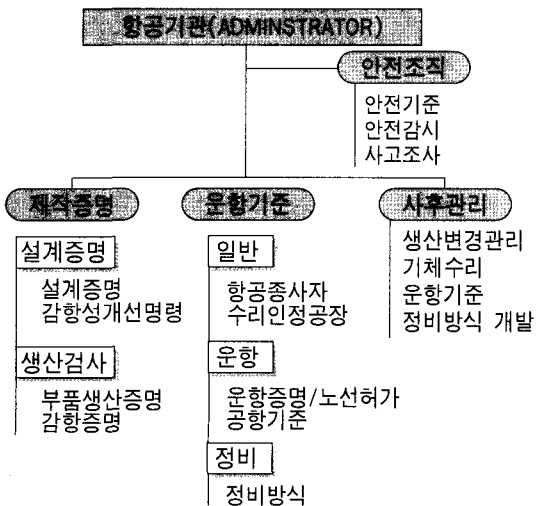 항공기관(ADMINSTRATOR)
안전조직
안전기준
안전감시
사고조사
제작증명
설계증명
설계증명
감항성개선명령
생산검사
부품생산증명
감항증명
운항기준
일반
항공종사자
수리인정공장
운항
운항증명/노선허가
공항기준
정비
정비방식
사후관리
생산변경관리
기체수리
운항기준
정비방식 개발